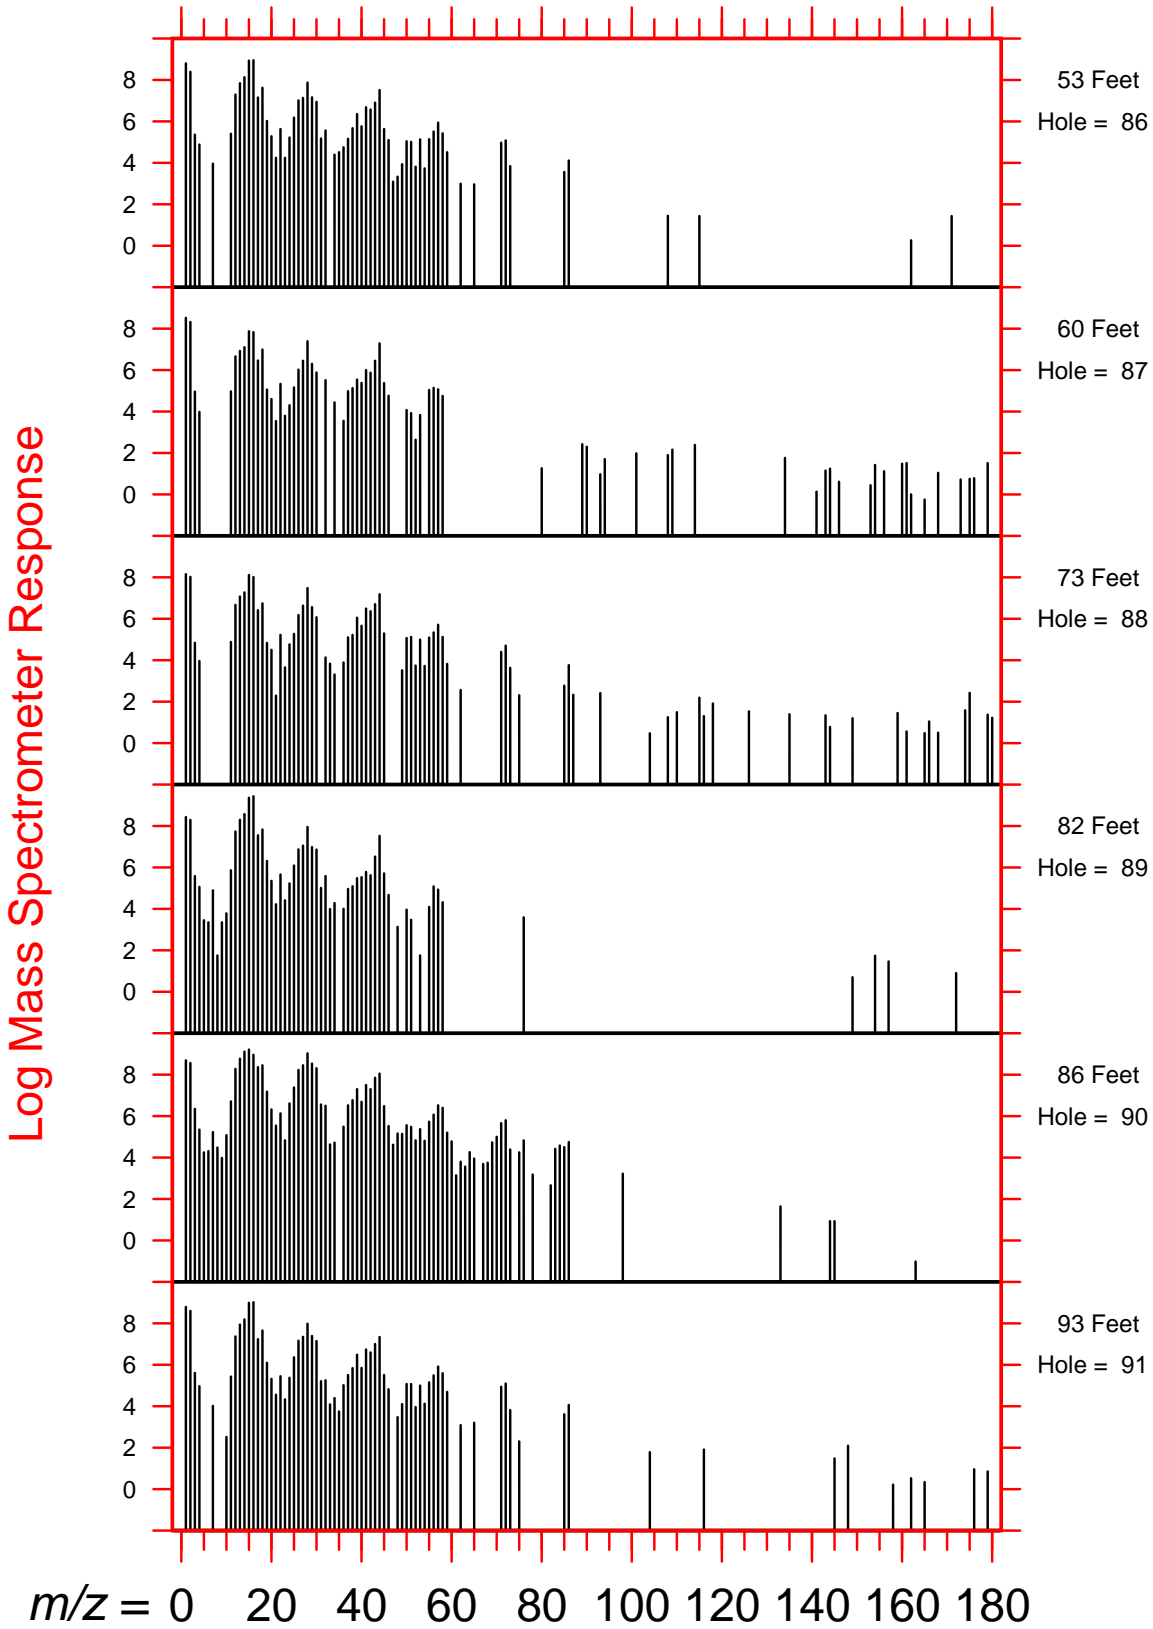 Log Mass Spectrometer Response
8
6
4
2
0
53 Feet
Hole = 86
8
6
4
2
0
60 Feet
Hole = 87
8
6
4
2
0
73 Feet
Hole = 88
8
6
4
2
0
82 Feet
Hole = 89
8
6
4
2
0
86 Feet
Hole = 90
8
6
4
2
0
93 Feet
Hole = 91
m/z = 0 20 40 60 80 100 120 140 160 180